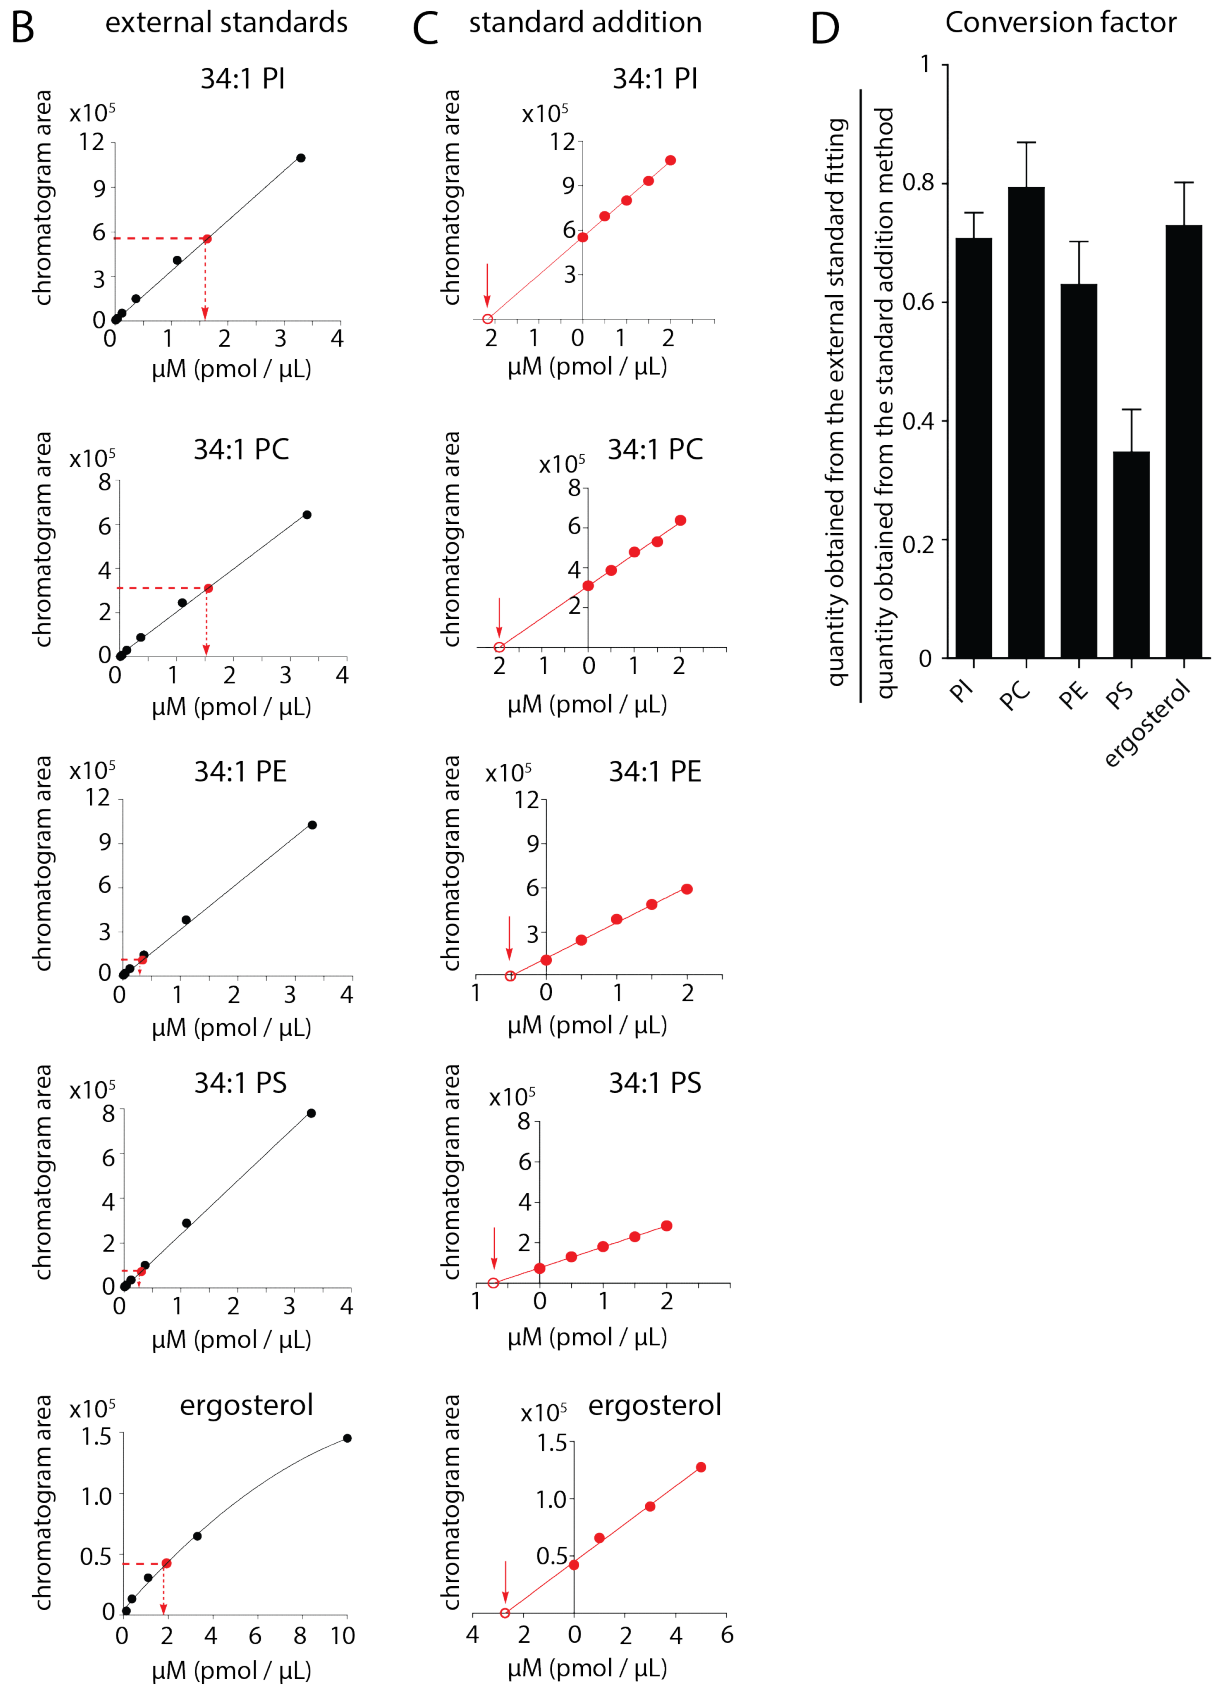 B external standards
34:1 PI
x10⁵
chromatogram area
12
9
6
3
0
0 1 2 3 4
μM (pmol / μL)
34:1 PC
x10⁵
chromatogram area
8
6
4
2
0
0 1 2 3 4
μM (pmol / μL)
34:1 PE
x10⁵
chromatogram area
12
9
6
3
0
0 1 2 3 4
μM (pmol / μL)
34:1 PS
x10⁵
chromatogram area
8
6
4
2
0
0 1 2 3 4
μM (pmol / μL)
ergosterol
x10⁵
chromatogram area
1.5
1.0
0.5
0
0 2 4 6 8 10
μM (pmol / μL)
C standard addition
34:1 PI
x10⁵
chromatogram area
12
9
6
3
2 1 0 1 2
μM (pmol / μL)
34:1 PC
x10⁵
chromatogram area
8
6
4
2
2 1 0 1 2
μM (pmol / μL)
34:1 PE
x10⁵
chromatogram area
12
9
6
3
1 0 1 2
μM (pmol / μL)
34:1 PS
x10⁵
chromatogram area
8
6
4
2
1 0 1 2
μM (pmol / μL)
ergosterol
x10⁵
chromatogram area
1.5
1.0
0.5
4 2 0 2 4 6
μM (pmol / μL)
D Conversion factor
quantity obtained from the external standard fitting
quantity obtained from the standard addition method
1
0.8
0.6
0.4
0.2
0
PI PC PE PS ergosterol